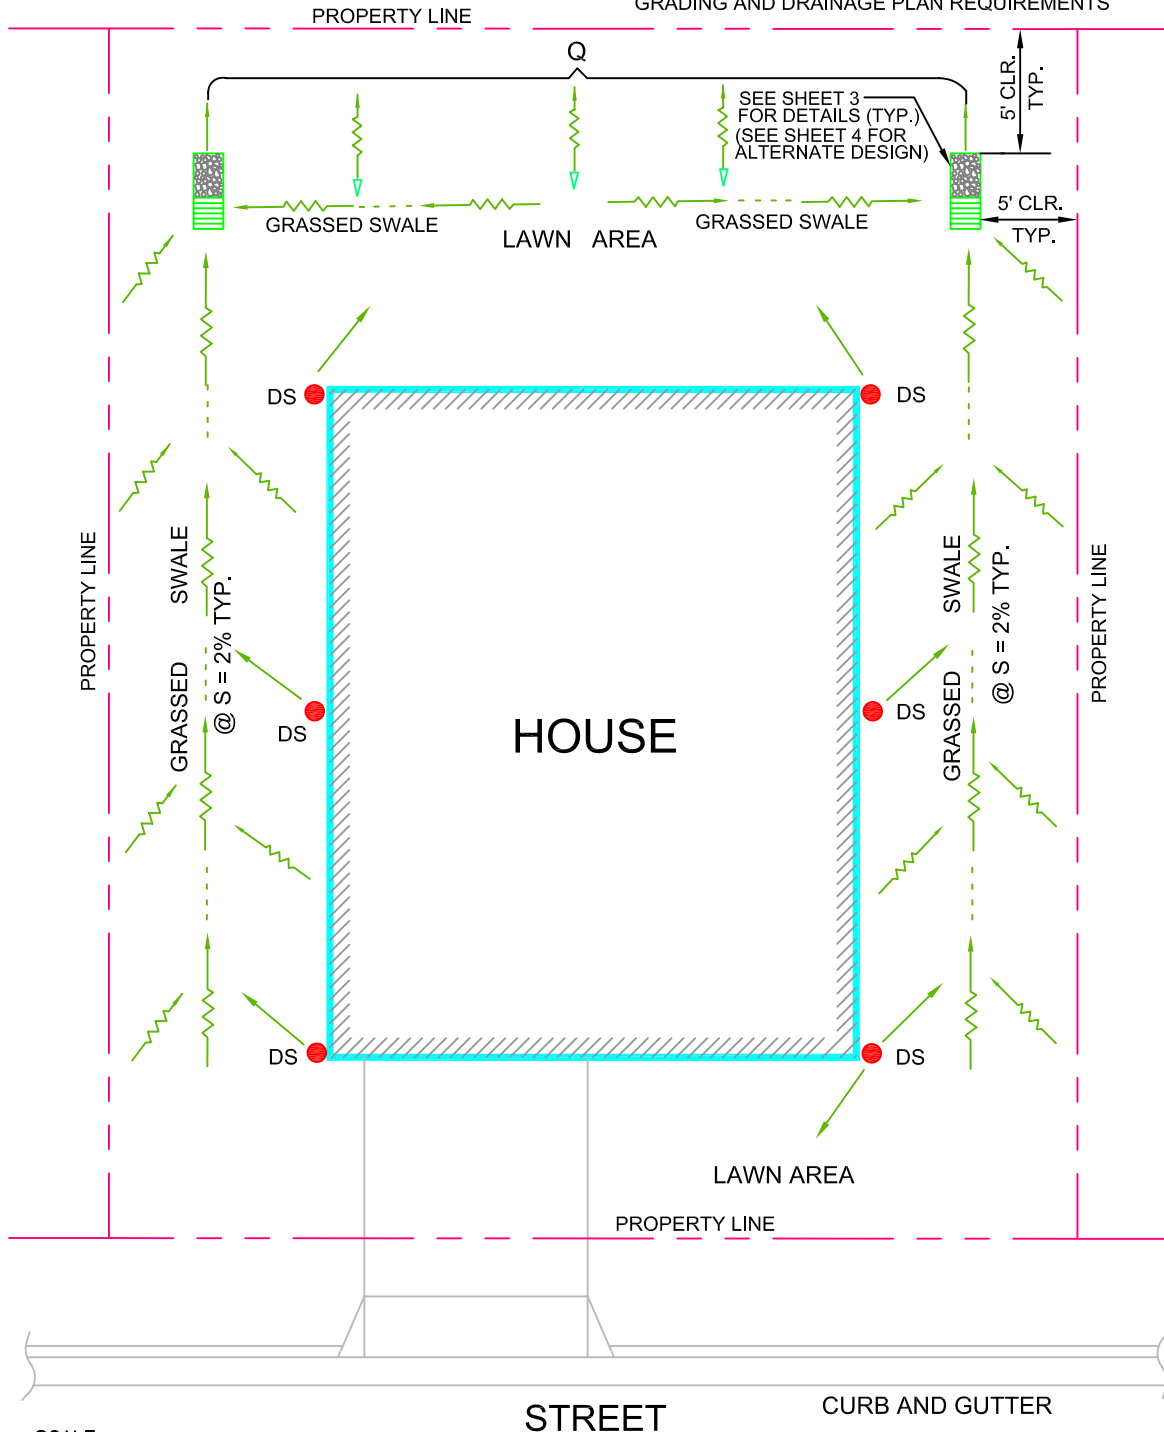 GRADING AND DRAINAGE PLAN REQUIREMENTS
PROPERTY LINE
Q
5' CLR.
TYP.
SEE SHEET 3
FOR DETAILS (TYP.)
(SEE SHEET 4 FOR
ALTERNATE DESIGN)
5' CLR.
TYP.
GRASSED SWALE
GRASSED SWALE
LAWN AREA
DS
DS
PROPERTY LINE
GRASSED SWALE
@ S = 2% TYP.
GRASSED SWALE
@ S = 2% TYP.
PROPERTY LINE
DS
DS
HOUSE
DS
DS
LAWN AREA
PROPERTY LINE
CURB AND GUTTER
STREET